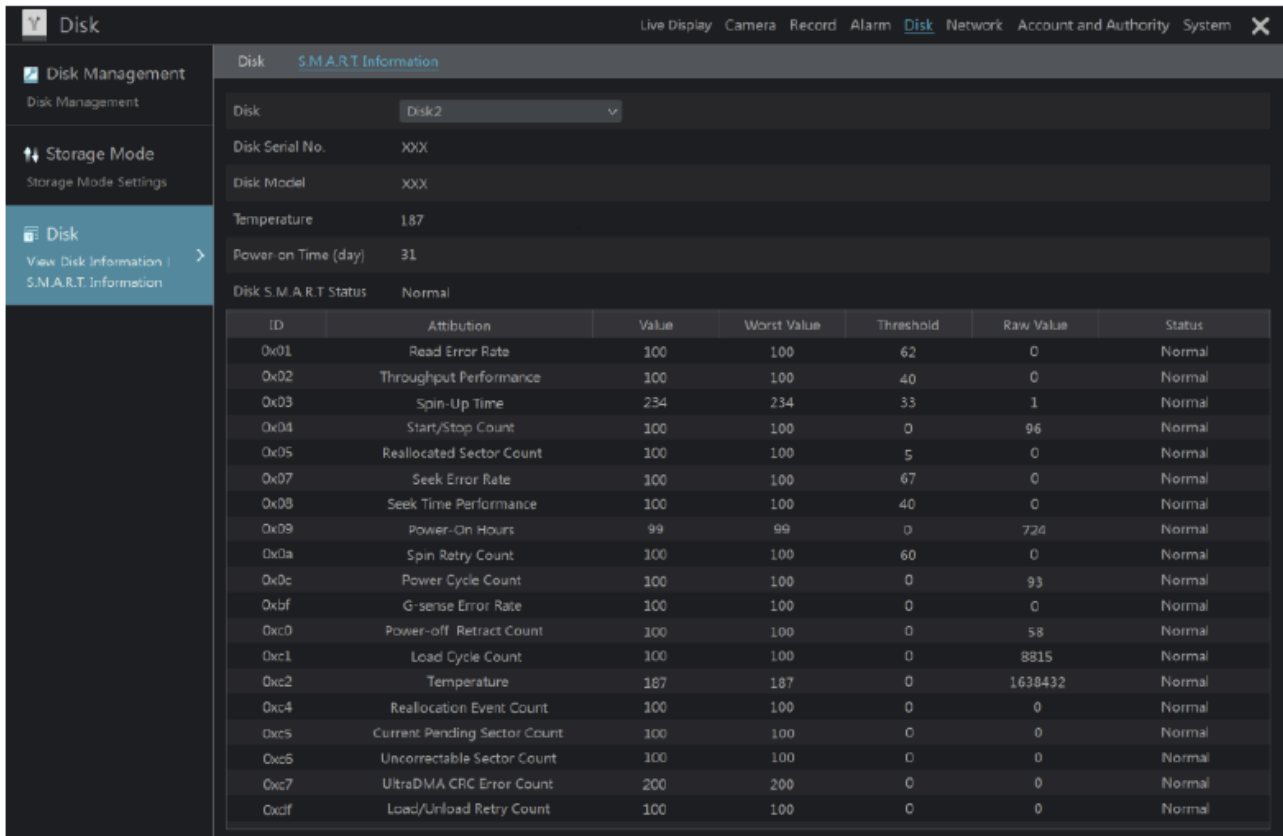 Disk
Live Display Camera Record Alarm Disk Network Account and Authority System
Disk Management
Disk Management
Storage Mode
Storage Mode Settings
Disk
View Disk Information
S.M.A.R.T. Information
Disk S.M.A.R.T. Information
Disk Disk2
Disk Serial No. XXX
Disk Model XXX
Temperature 187
Power-on Time (day) 31
Disk S.M.A.R.T Status Normal
ID Attibution Value Worst Value Threshold Raw Value Status
0x01 Read Error Rate 100 100 62 0 Normal
0x02 Throughput Performance 100 100 40 0 Normal
0x03 Spin-Up Time 234 234 33 1 Normal
0x04 Start/Stop Count 100 100 0 96 Normal
0x05 Reallocated Sector Count 100 100 5 0 Normal
0x07 Seek Error Rate 100 100 67 0 Normal
0x08 Seek Time Performance 100 100 40 0 Normal
0x09 Power-On Hours 99 99 0 724 Normal
0x0a Spin Retry Count 100 100 60 0 Normal
0x0c Power Cycle Count 100 100 0 93 Normal
0xbf G-sense Error Rate 100 100 0 0 Normal
0xc0 Power-off Retract Count 100 100 0 58 Normal
0xc1 Load Cycle Count 100 100 0 8815 Normal
0xc2 Temperature 187 187 0 1638432 Normal
0xc4 Reallocation Event Count 100 100 0 0 Normal
0xc5 Current Pending Sector Count 100 100 0 0 Normal
0xc6 Uncorrectable Sector Count 100 100 0 0 Normal
0xc7 UltraDMA CRC Error Count 200 200 0 0 Normal
0xdf Load/Unload Retry Count 100 100 0 0 Normal